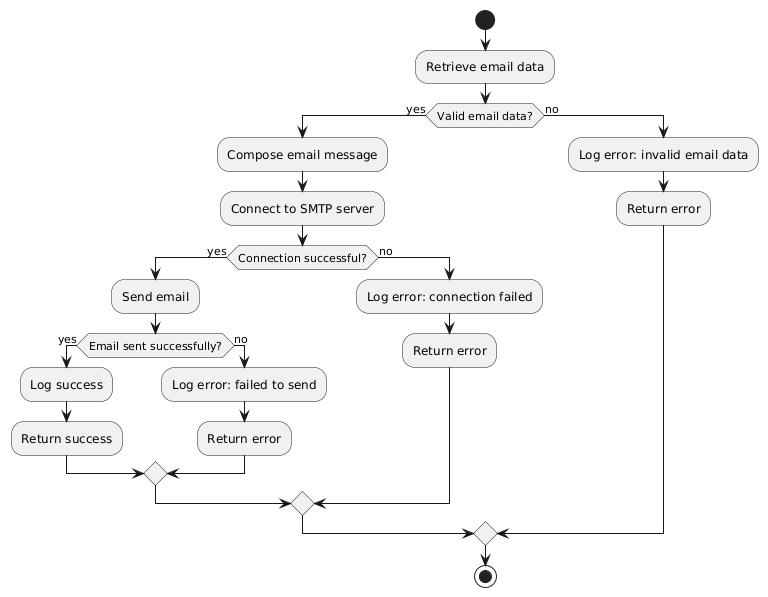 Retrieve email data
yes
Valid email data?
no
Compose email message
Log error: invalid email data
Connect to SMTP server
Return error
yes
Connection successful?
no
Send email
Log error: connection failed
yes
Email sent successfully?
no
Return error
Log success
Log error: failed to send
Return success
Return error